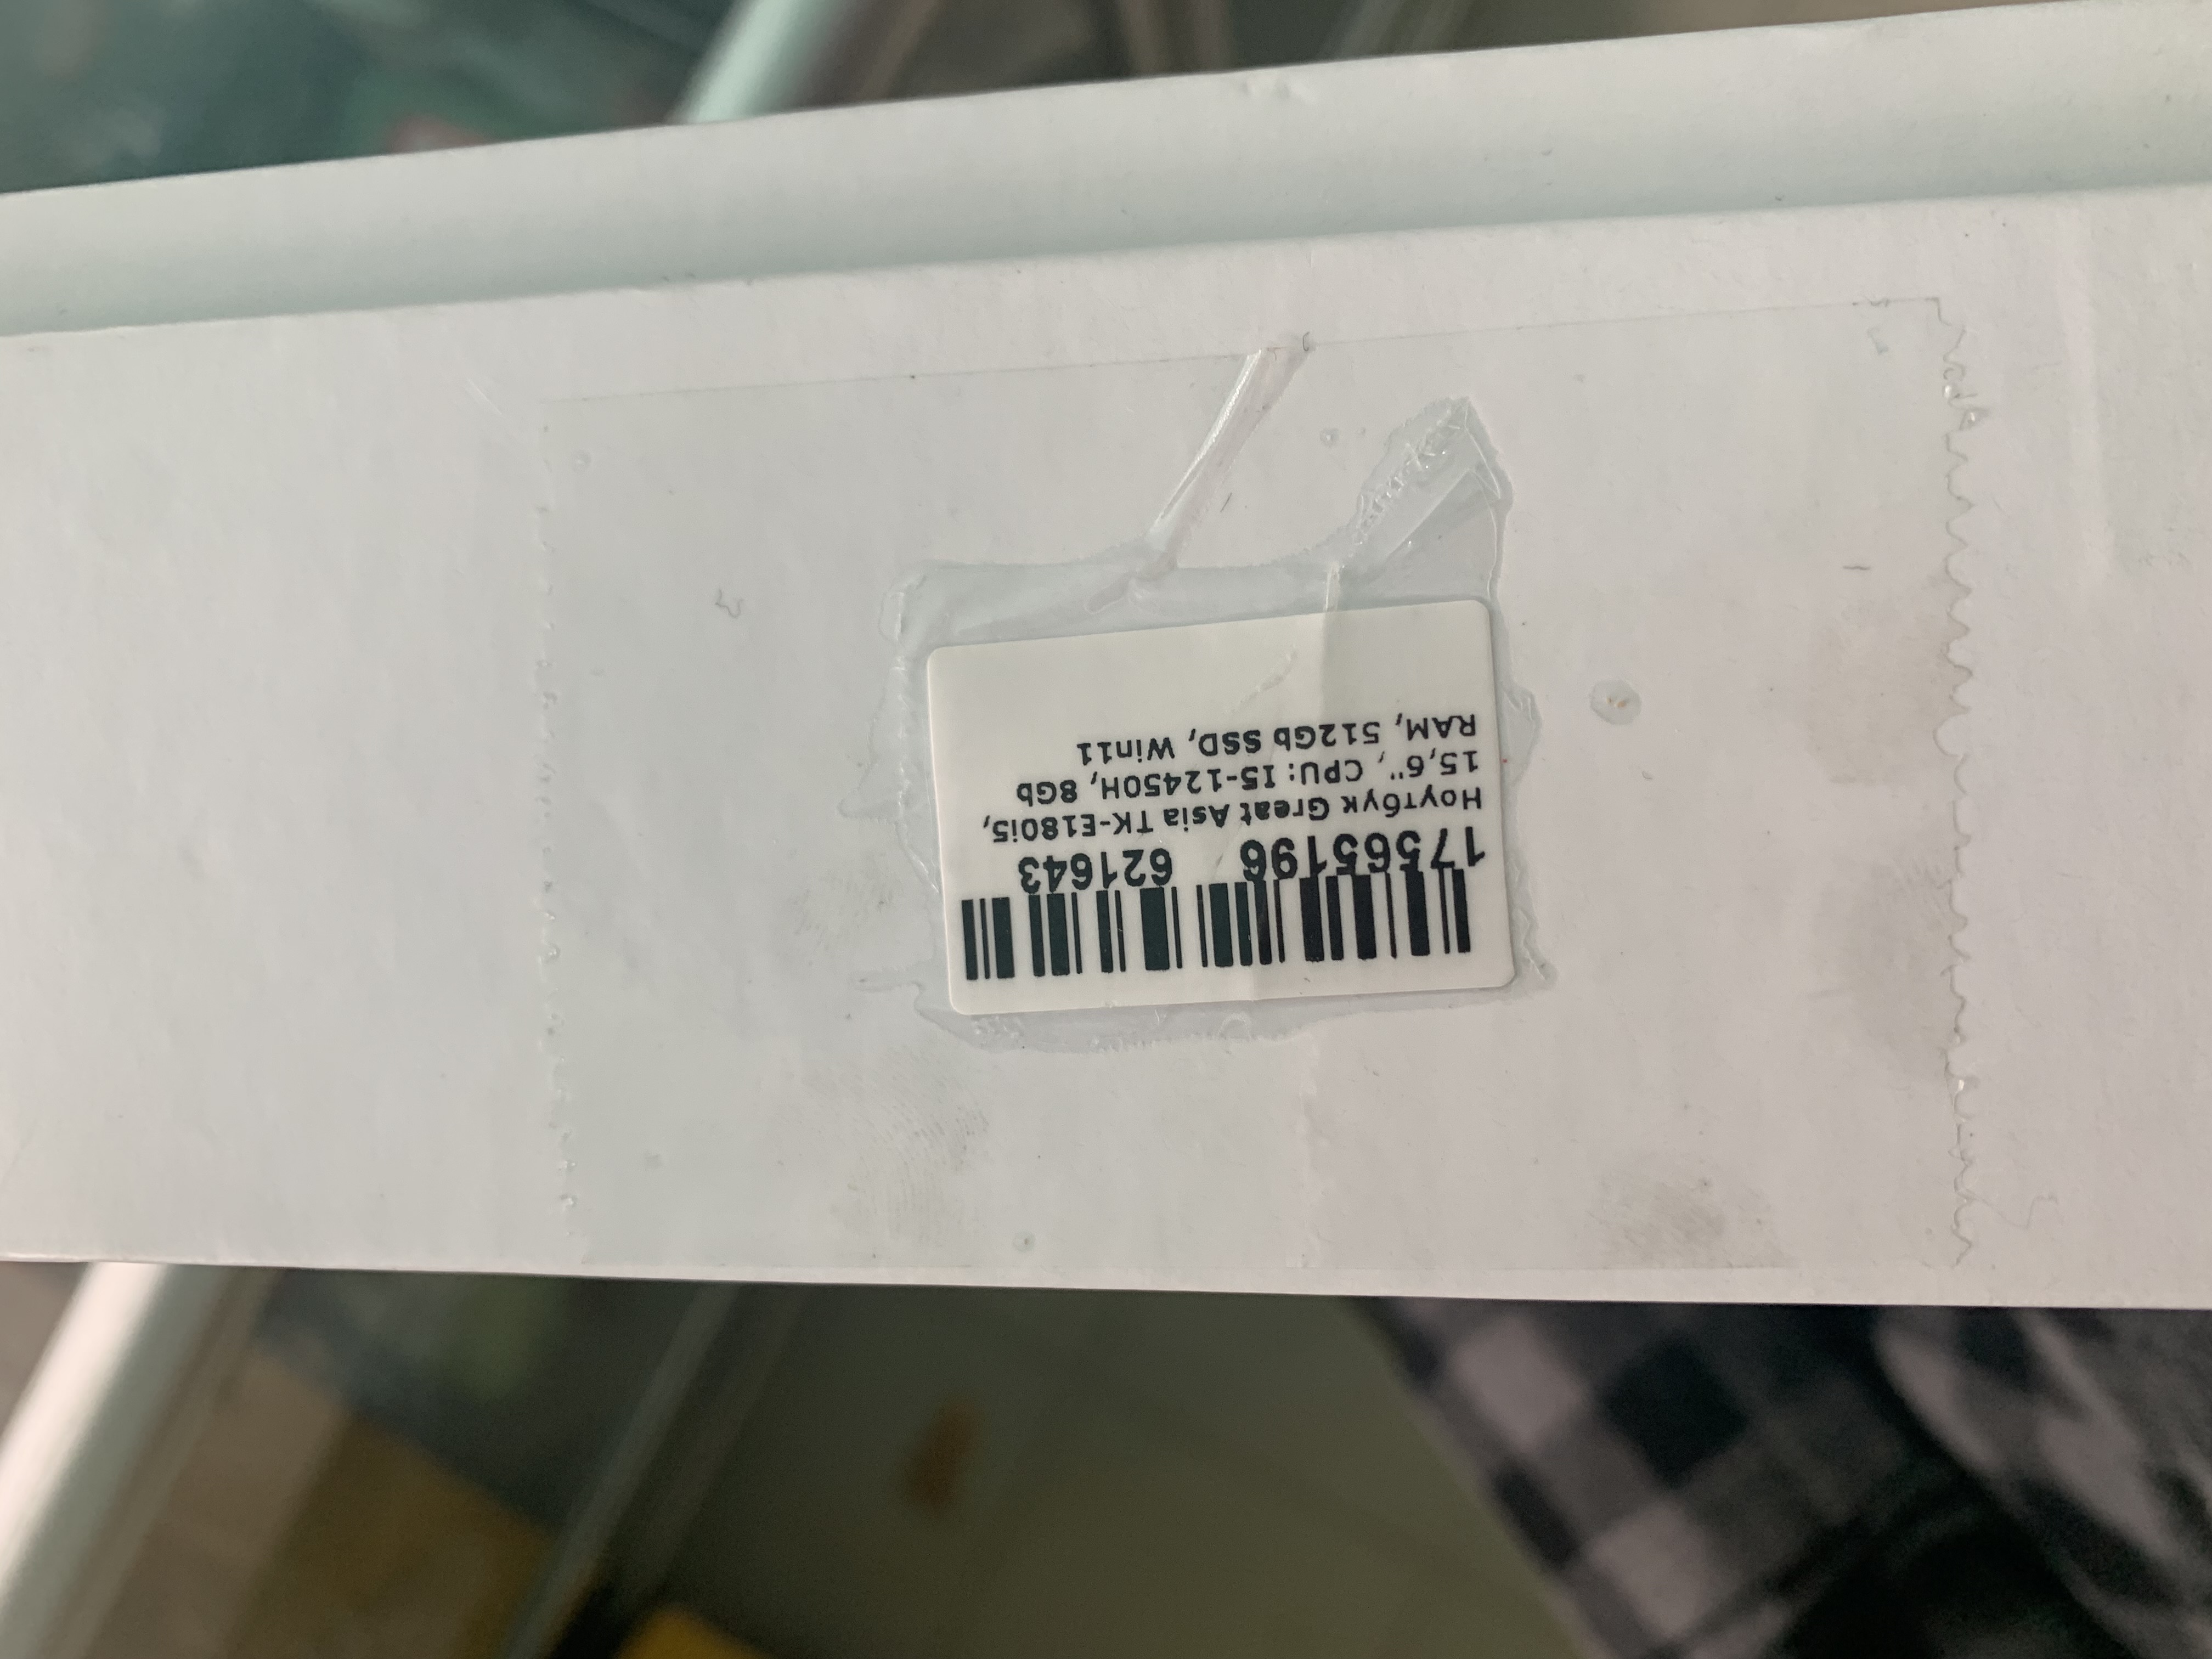 17565196 621643
Ноутбук Great Asia TK-E180i5,
15,6", CPU: I5-12450H, 8Gb
RAM, 512Gb SSD, Win11